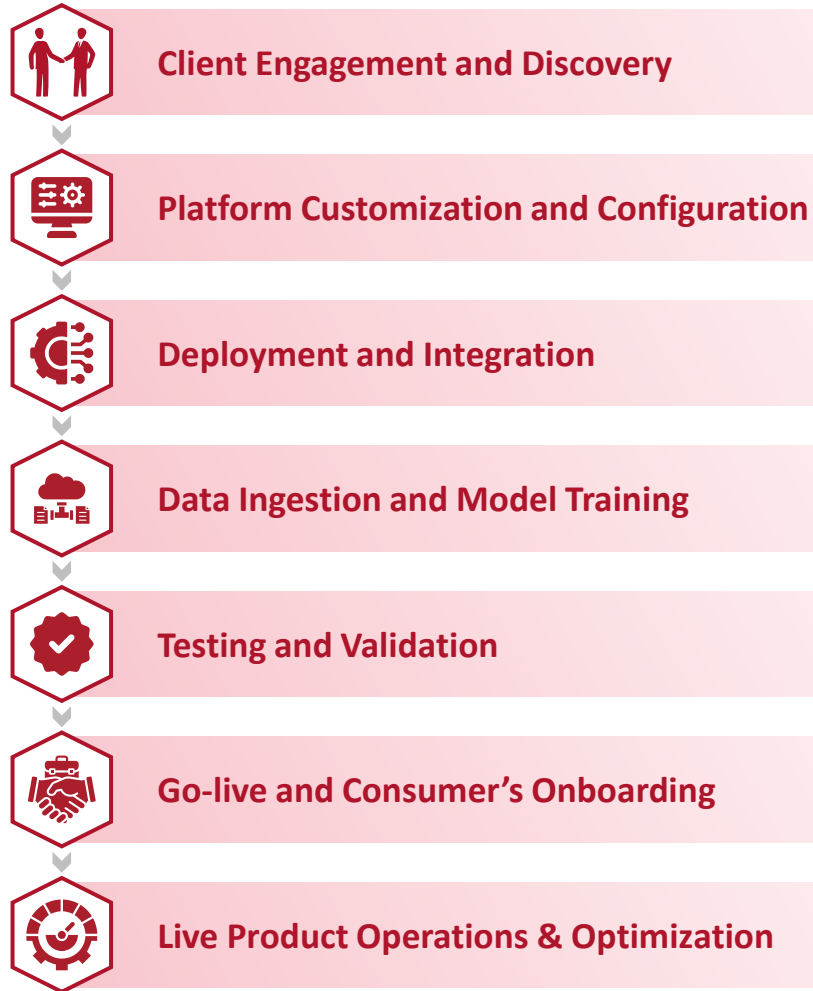 Client Engagement and Discovery
Platform Customization and Configuration
Deployment and Integration
Data Ingestion and Model Training
Testing and Validation
Go-live and Consumer’s Onboarding
Live Product Operations & Optimization